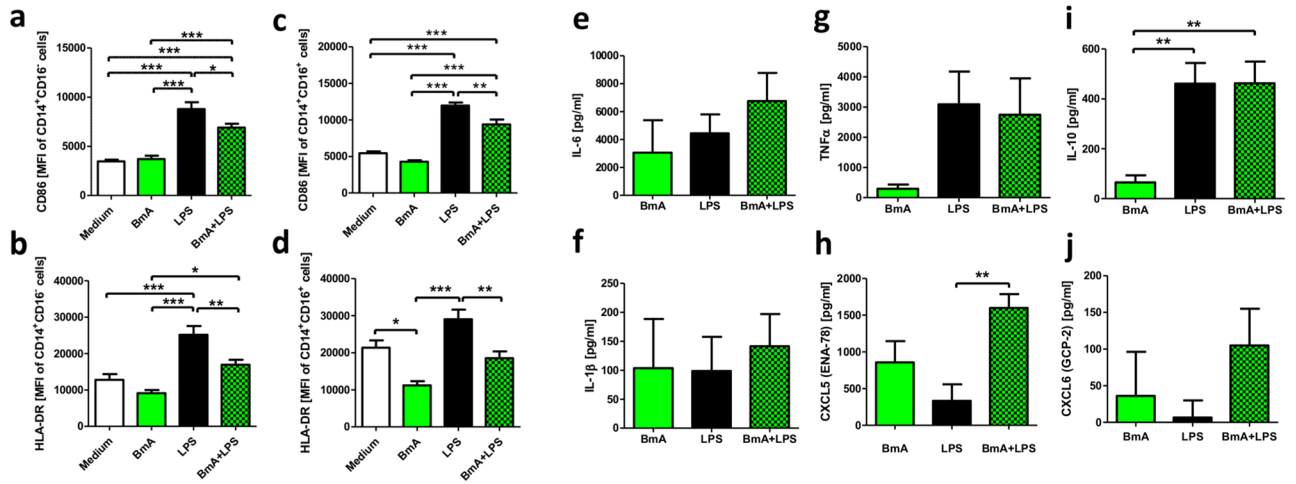 a
CD86 [MFI of CD14⁺CD16⁻ cells]
15000
10000
5000
0
***
***
***
*
***
Medium
BmA
LPS
BmA+LPS
b
HLA-DR [MFI of CD14⁺CD16⁻ cells]
40000
30000
20000
10000
0
*
***
***
**
Medium
BmA
LPS
BmA+LPS
c
CD86 [MFI of CD14⁺CD16⁺ cells]
20000
15000
10000
5000
0
***
***
***
***
**
Medium
BmA
LPS
BmA+LPS
d
HLA-DR [MFI of CD14⁺CD16⁺ cells]
40000
30000
20000
10000
0
***
**
*
Medium
BmA
LPS
BmA+LPS
e
IL-6 [pg/ml]
10000
8000
6000
4000
2000
0
BmA
LPS
BmA+LPS
f
IL-1β [pg/ml]
250
200
150
100
50
0
BmA
LPS
BmA+LPS
g
TNFα [pg/ml]
5000
4000
3000
2000
1000
0
BmA
LPS
BmA+LPS
h
CXCL5 (ENA-78) [pg/ml]
2000
1500
1000
500
0
**
BmA
LPS
BmA+LPS
i
IL-10 [pg/ml]
600
400
200
0
**
**
BmA
LPS
BmA+LPS
j
CXCL6 (GCP-2) [pg/ml]
200
150
100
50
0
BmA
LPS
BmA+LPS